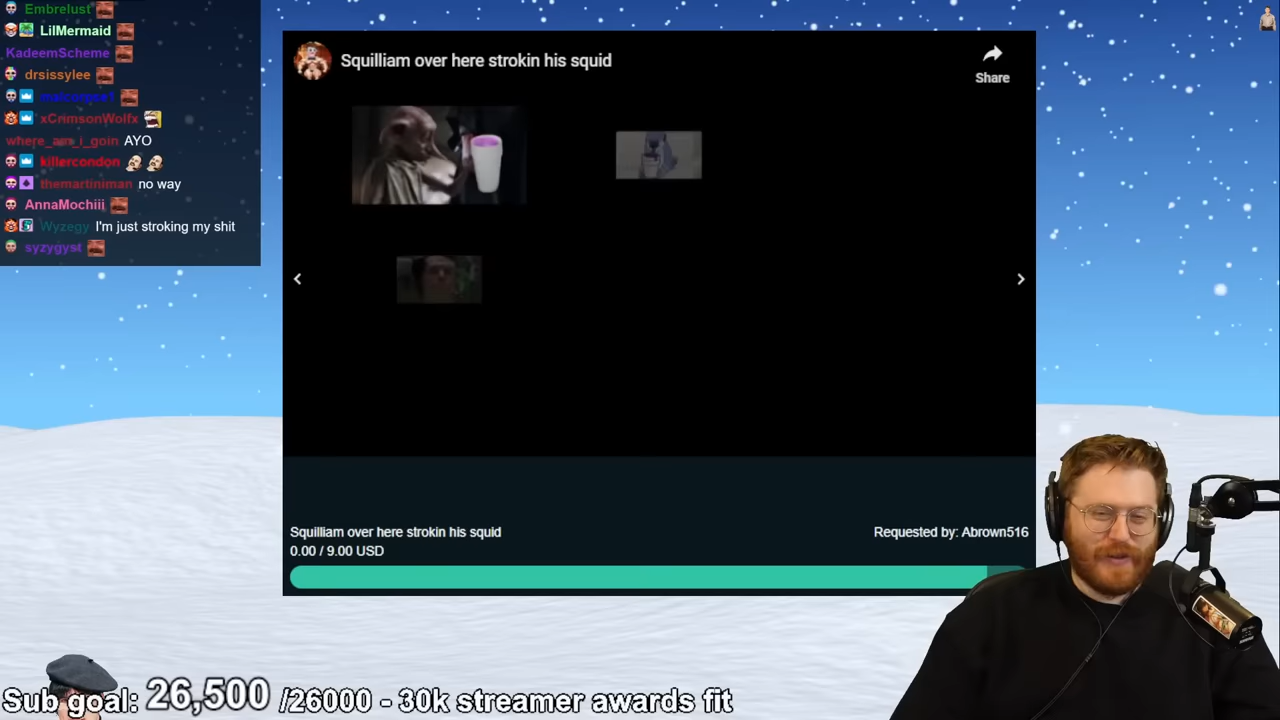 Embrelust
LilMermaid
KadeemScheme
drsissylee
matcorpse1
xCrimsonWolfx
where_am_i_goin AYO
killercondon
themartiniman no way
AnnaMochiii
Wyzegy I'm just stroking my shit
syzygyst
Squilliam over here strokin his squid
Share
Squilliam over here strokin his squid
Requested by: Abrown516
0.00 / 9.00 USD
Sub goal: 26,500 /26000 - 30k streamer awards fit